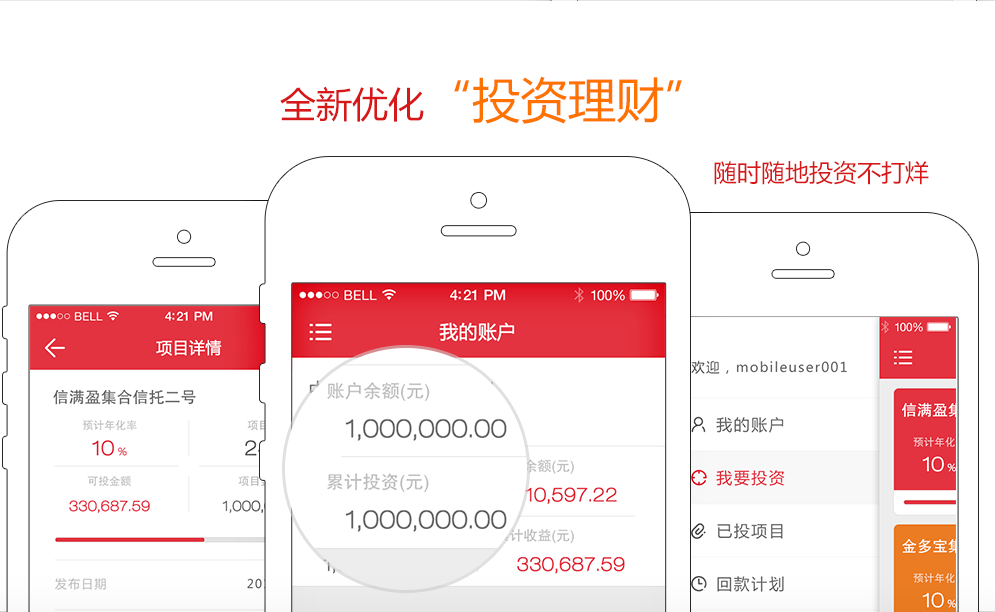 全新优化 “投资理财”
随时随地投资不打烊
BELL 4:21 PM
项目详情
信满盈集合信托二号
预计年化率
10%
可投金额
项目
330,687.59
1,000,
发布日期
BELL 4:21 PM 100%
我的账户
账户余额(元)
1,000,000.00
累计投资(元)
1,000,000.00
余额(元)
10,597.22
计收益(元)
330,687.59
100%
欢迎，mobileuser001
我的账户
我要投资
已投项目
回款计划
信满盈集
预计年化
10%
金多宝集
预计年化
10%